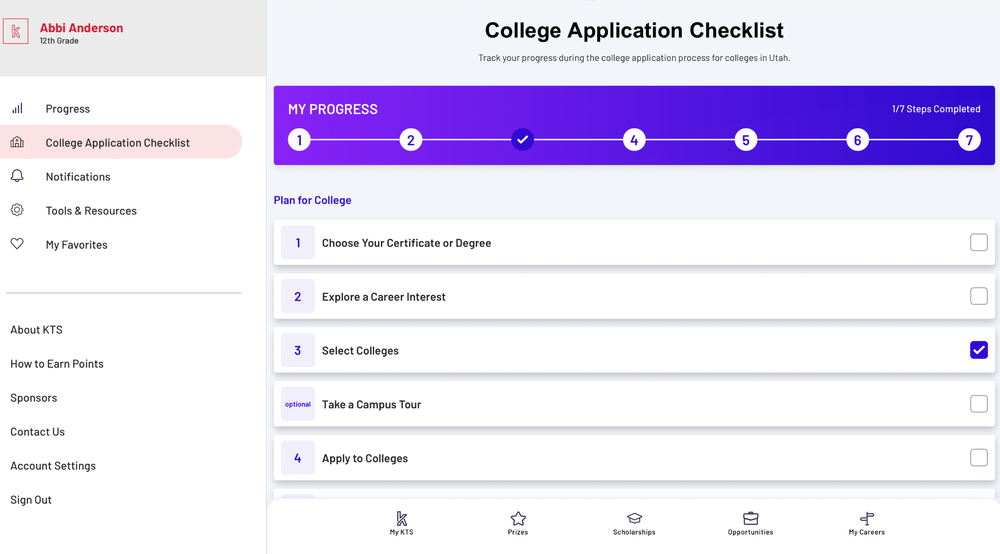 Abbi Anderson
12th Grade
Progress
College Application Checklist
Notifications
Tools & Resources
My Favorites
About KTS
How to Earn Points
Sponsors
Contact Us
Account Settings
Sign Out
College Application Checklist
Track your progress during the college application process for colleges in Utah.
MY PROGRESS
1/7 Steps Completed
1 2 4 5 6 7
Plan for College
1 Choose Your Certificate or Degree
2 Explore a Career Interest
3 Select Colleges
optional Take a Campus Tour
4 Apply to Colleges
My KTS
Prizes
Scholarships
Opportunities
My Careers